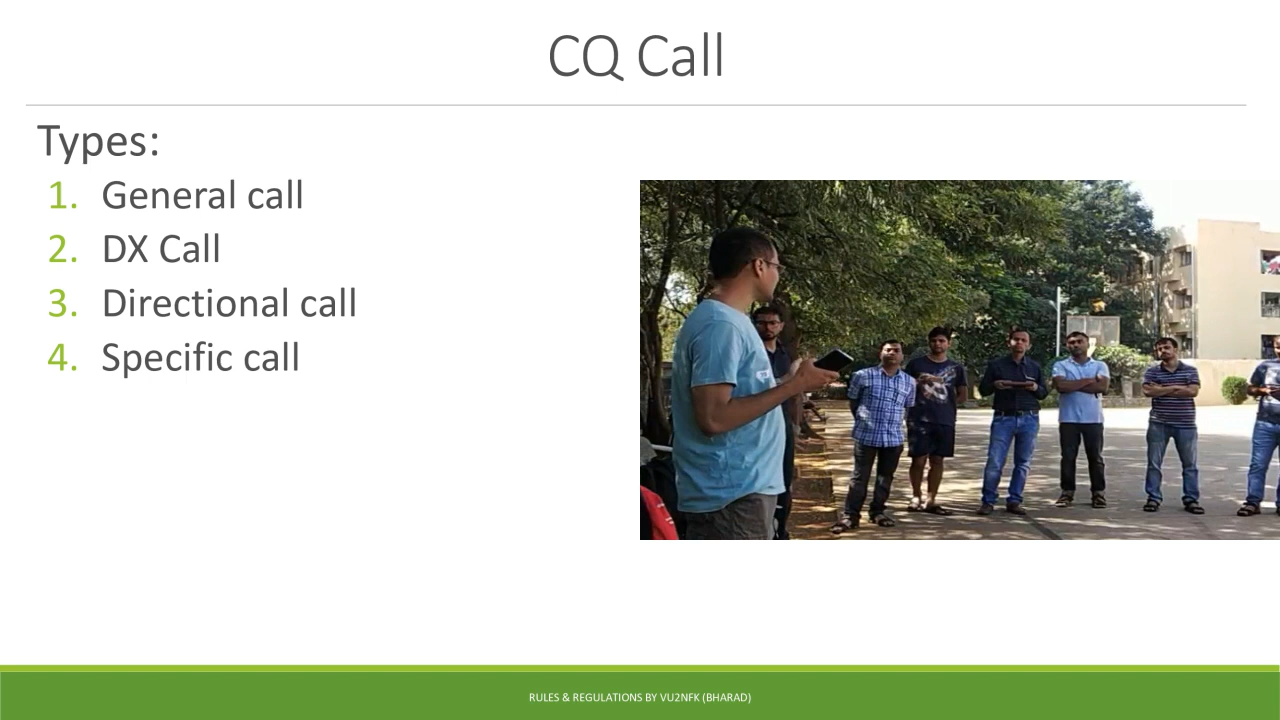 CQ Call
Types:
1. General call
2. DX Call
3. Directional call
4. Specific call
RULES & REGULATIONS BY VU2NFK (BHARAD)